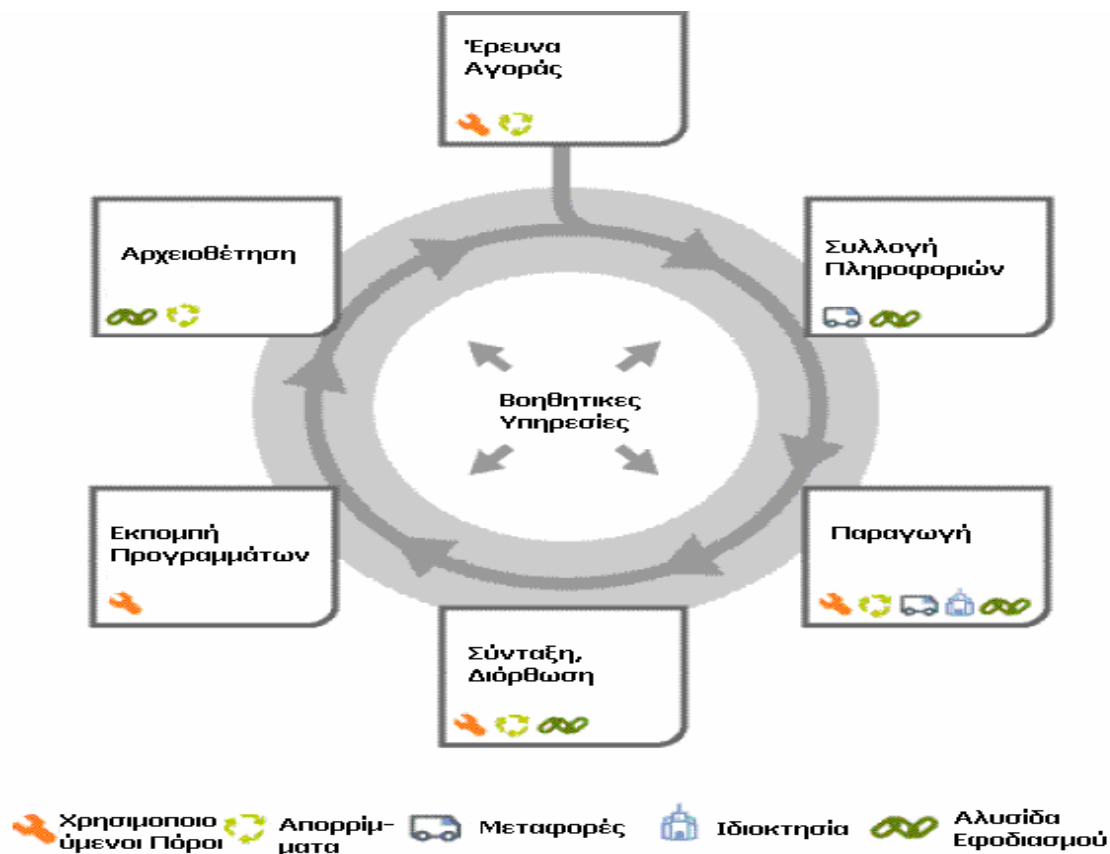 Έρευνα
Αγοράς
Αρχειοθέτηση
Συλλογή
Πληροφοριών
Βοηθητικες
Υπηρεσίες
Εκπομπή
Προγραμμάτων
Παραγωγή
Σύνταξη,
Διόρθωση
Χρησιμοποιο
ύμενοι Πόροι
Απορρίμ-
ματα
Μεταφορές
Ιδιοκτησία
Αλυσίδα
Εφοδιασμού